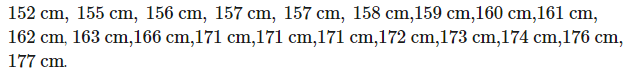 152 cm, 155 cm, 156 cm, 157 cm, 157 cm, 158 cm,159 cm,160 cm,161 cm,
162 cm, 163 cm,166 cm,171 cm,171 cm,171 cm,172 cm,173 cm,174 cm,176 cm,
177 cm.